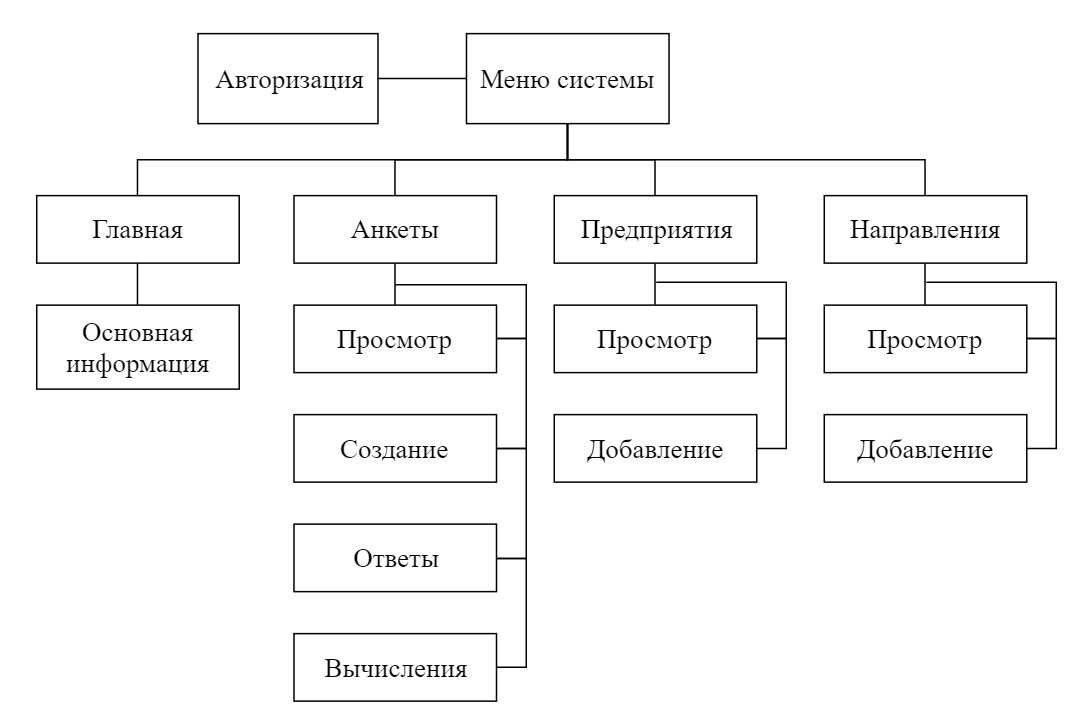 Авторизация
Меню системы
Главная
Анкеты
Предприятия
Направления
Основная
информация
Просмотр
Просмотр
Просмотр
Создание
Добавление
Добавление
Ответы
Вычисления